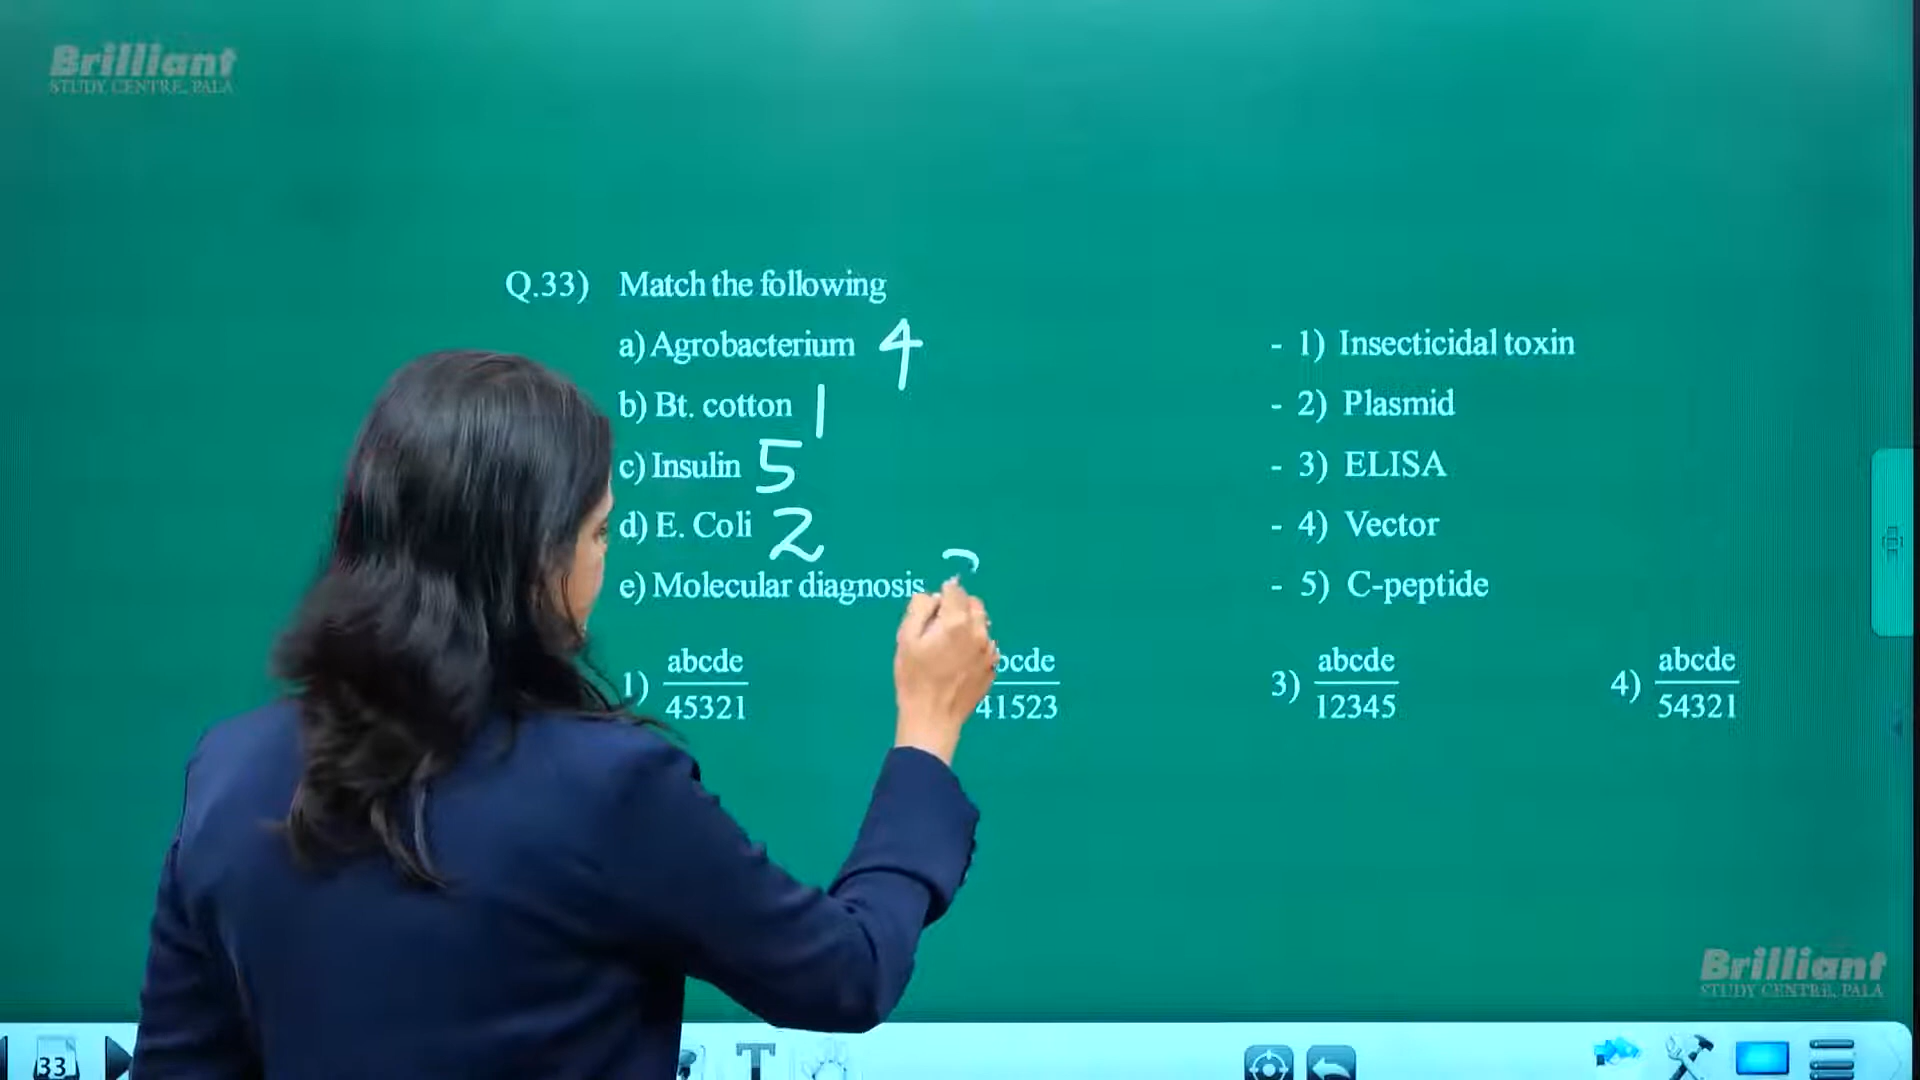 Brilliant
STUDY CENTRE, PALA
Q.33) Match the following
a) Agrobacterium 4 - 1) Insecticidal toxin
b) Bt. cotton 1 - 2) Plasmid
c) Insulin 5 - 3) ELISA
d) E. Coli 2 - 4) Vector
e) Molecular diagnosis - 5) C-peptide
1) abcde bcde 3) abcde 4) abcde
45321 41523 12345 54321
Brilliant
STUDY CENTRE, PALA
33 T